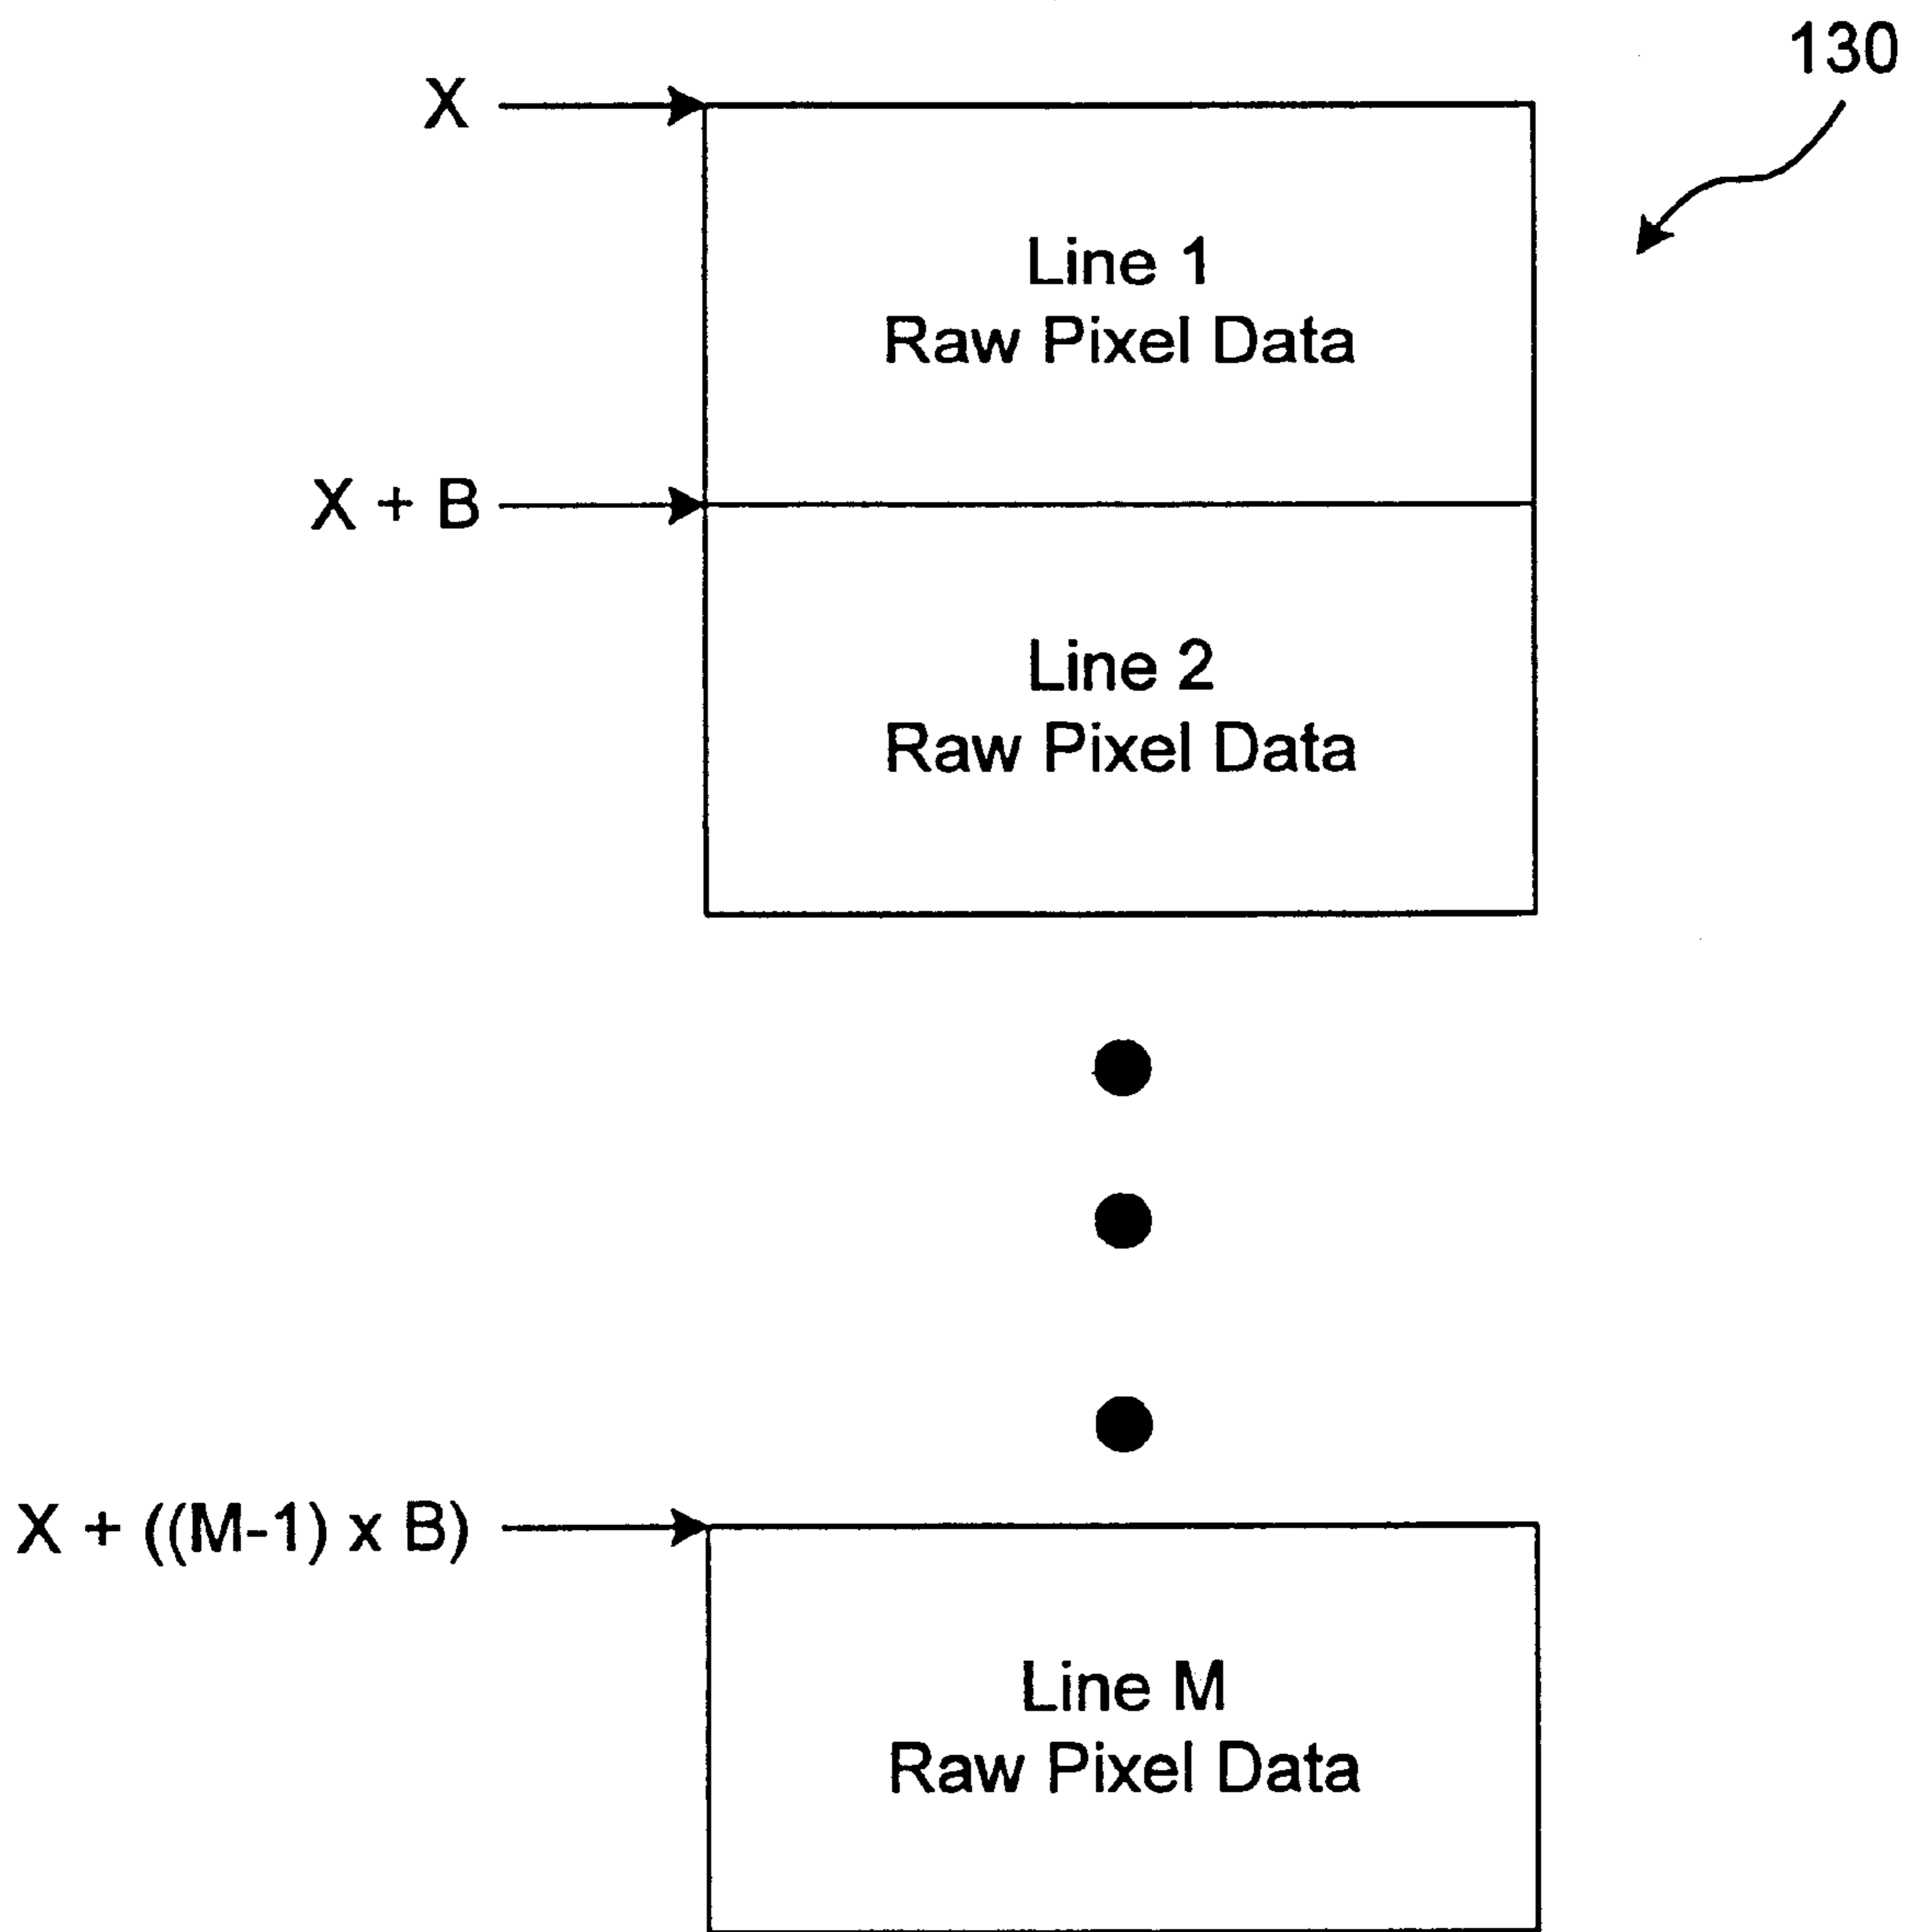 130
X
Line 1
Raw Pixel Data
X + B
Line 2
Raw Pixel Data
X + ((M-1) x B)
Line M
Raw Pixel Data